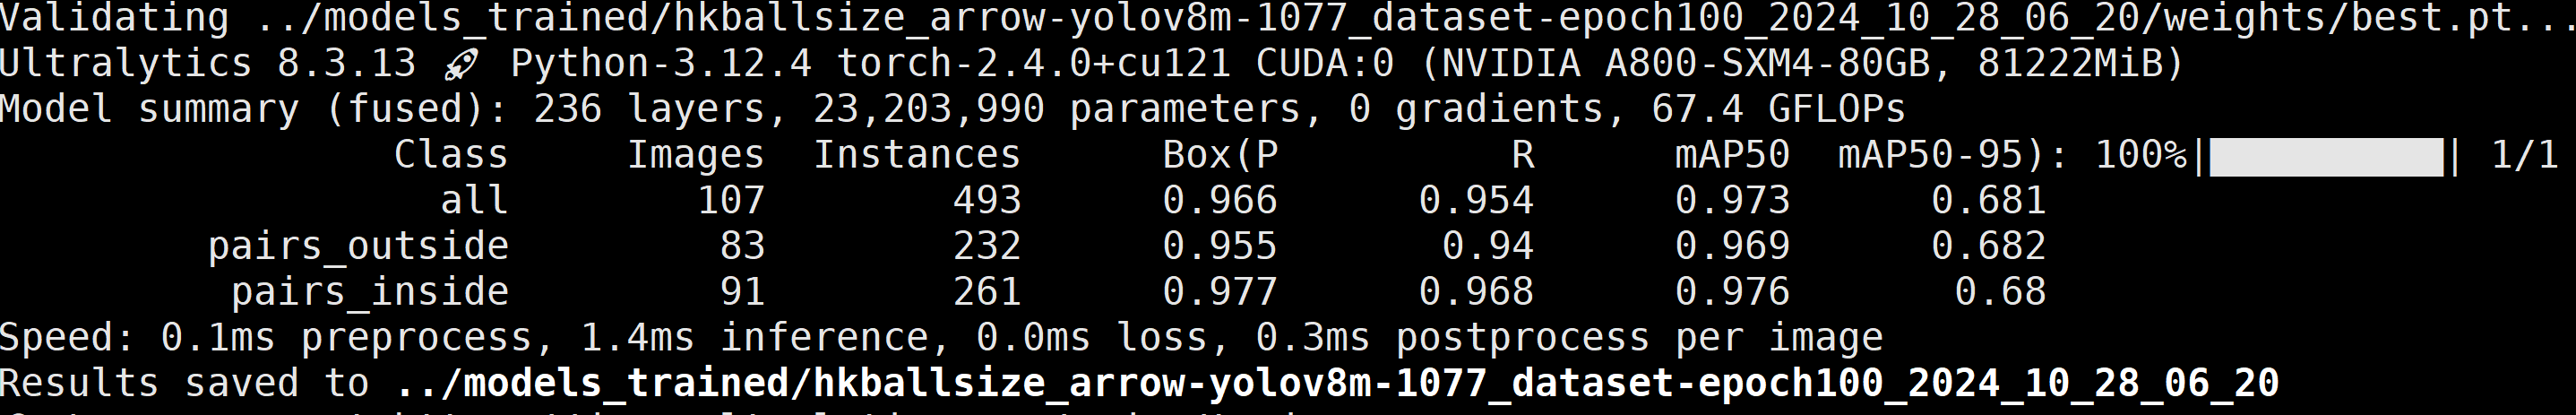 Validating ../models_trained/hkballsize_arrow-yolov8m-1077_dataset-epoch100_2024_10_28_06_20/weights/best.pt...
Ultralytics 8.3.13 🚀 Python-3.12.4 torch-2.4.0+cu121 CUDA:0 (NVIDIA A800-SXM4-80GB, 81222MiB)
Model summary (fused): 236 layers, 23,203,990 parameters, 0 gradients, 67.4 GFLOPs
Class Images Instances Box(P R mAP50 mAP50-95): 100%|██████████| 1/1
all 107 493 0.966 0.954 0.973 0.681
pairs_outside 83 232 0.955 0.94 0.969 0.682
pairs_inside 91 261 0.977 0.968 0.976 0.68
Speed: 0.1ms preprocess, 1.4ms inference, 0.0ms loss, 0.3ms postprocess per image
Results saved to ../models_trained/hkballsize_arrow-yolov8m-1077_dataset-epoch100_2024_10_28_06_20